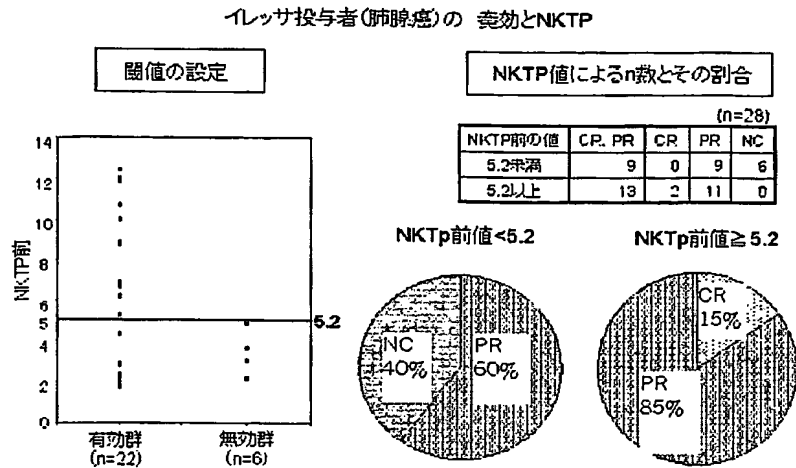 イレッサ投与者(肺腺癌)の 奏効とNKTP
閾値の設定
NKTP前
14
12
10
8
6
5
4
2
0
5.2
有効群
(n=22)
無効群
(n=6)
NKTP値によるn数とその割合
(n=28)
NKTP前の値 CP, PR CR PR NC
5.2未満 9 0 9 6
5.2以上 13 2 11 0
NKTp前値<5.2
NC
40%
PR
60%
NKTp前値≧5.2
CR
15%
PR
85%